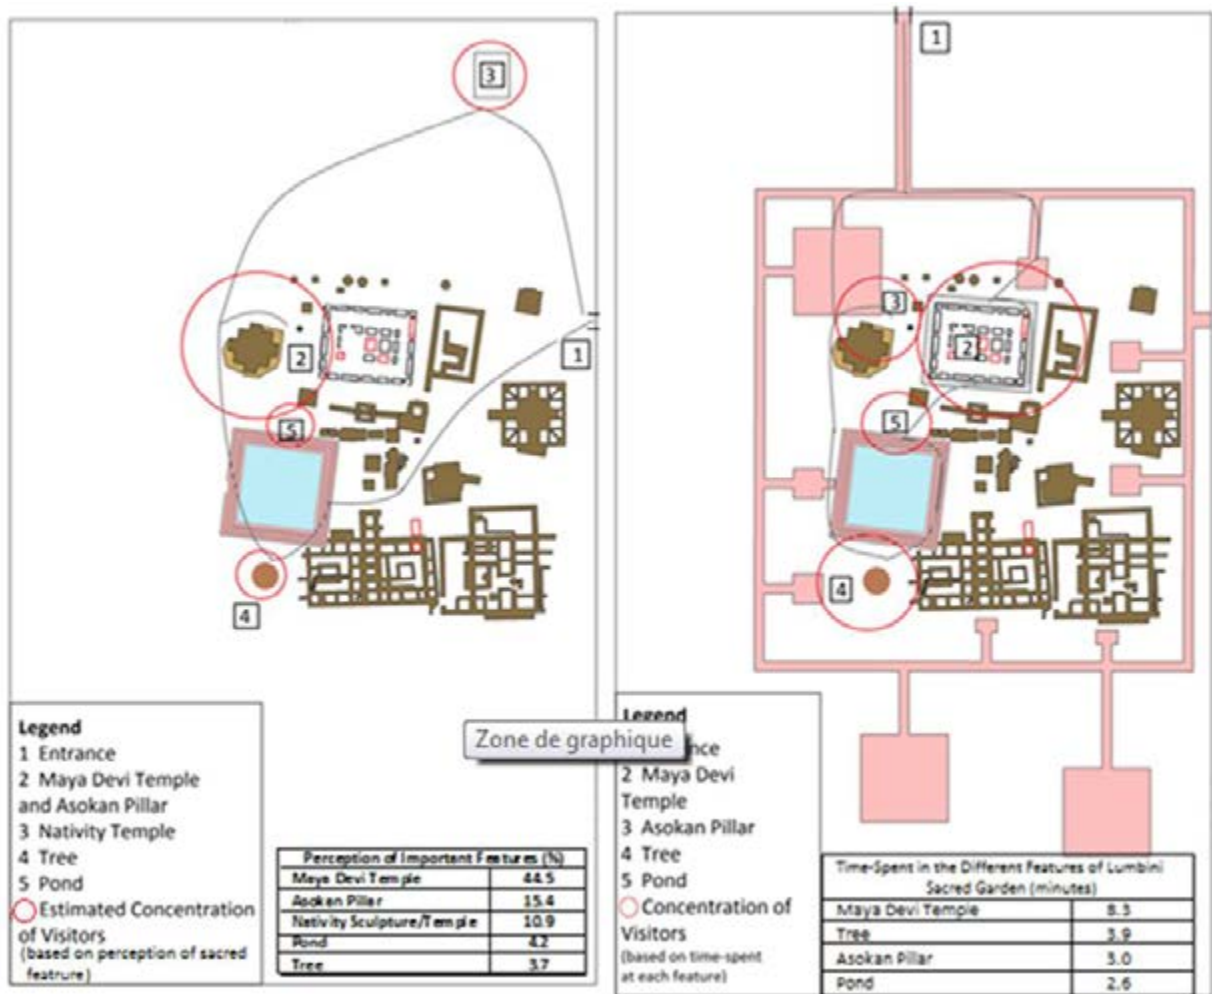 3
1
2
5
4
Legend
1 Entrance
2 Maya Devi Temple
and Asokan Pillar
3 Nativity Temple
4 Tree
5 Pond
Estimated Concentration
of Visitors
(based on perception of sacred
featrure)
Perception of Important Features (%)
Maya Devi Temple 44.5
Asokan Pillar 15.4
Nativity Sculpture/Temple 10.9
Pond 4.2
Tree 3.7
Zone de graphique
1
3
2
5
4
Legend
nce
2 Maya Devi
Temple
3 Asokan Pillar
4 Tree
5 Pond
Concentration of
Visitors
(based on time-spent
at each feature)
Time-Spent in the Different Features of Lumbini
Sacred Garden (minutes)
Maya Devi Temple 8.3
Tree 3.9
Asokan Pillar 3.0
Pond 2.6